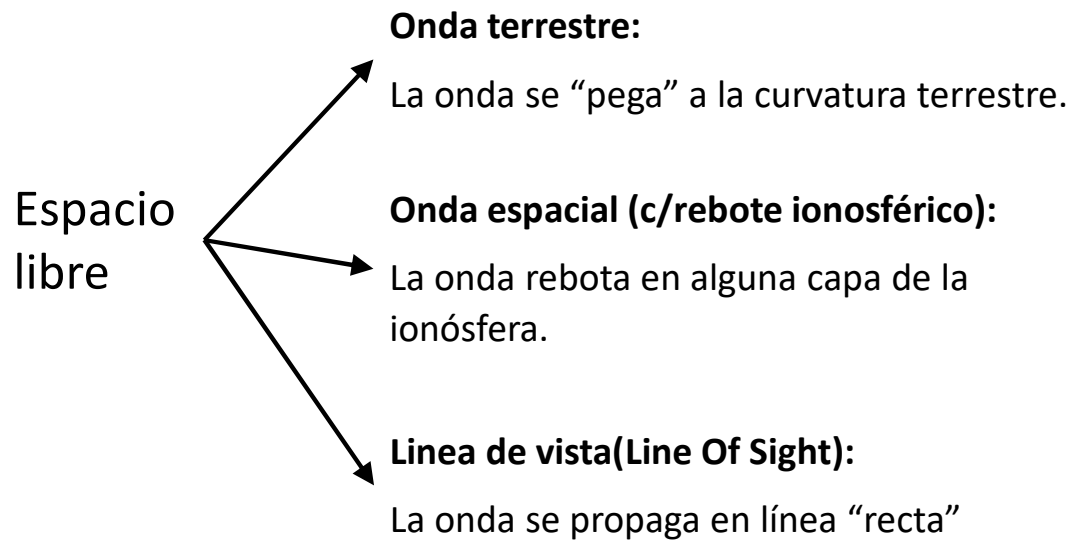 Onda terrestre:
La onda se “pega” a la curvatura terrestre.
Espacio
libre
Onda espacial (c/rebote ionosférico):
La onda rebota en alguna capa de la
ionósfera.
Linea de vista(Line Of Sight):
La onda se propaga en línea “recta”